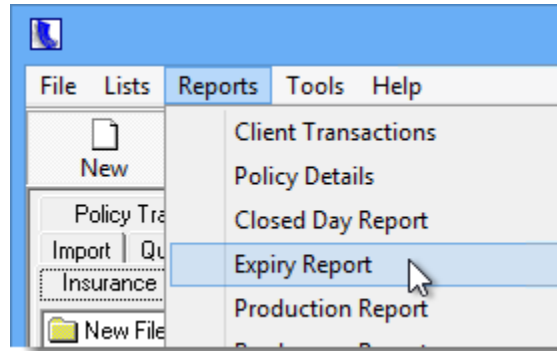 File Lists Reports Tools Help
New
Client Transactions
Policy Details
Closed Day Report
Expiry Report
Production Report
Policy Tra
Import Qu
Insurance
New File